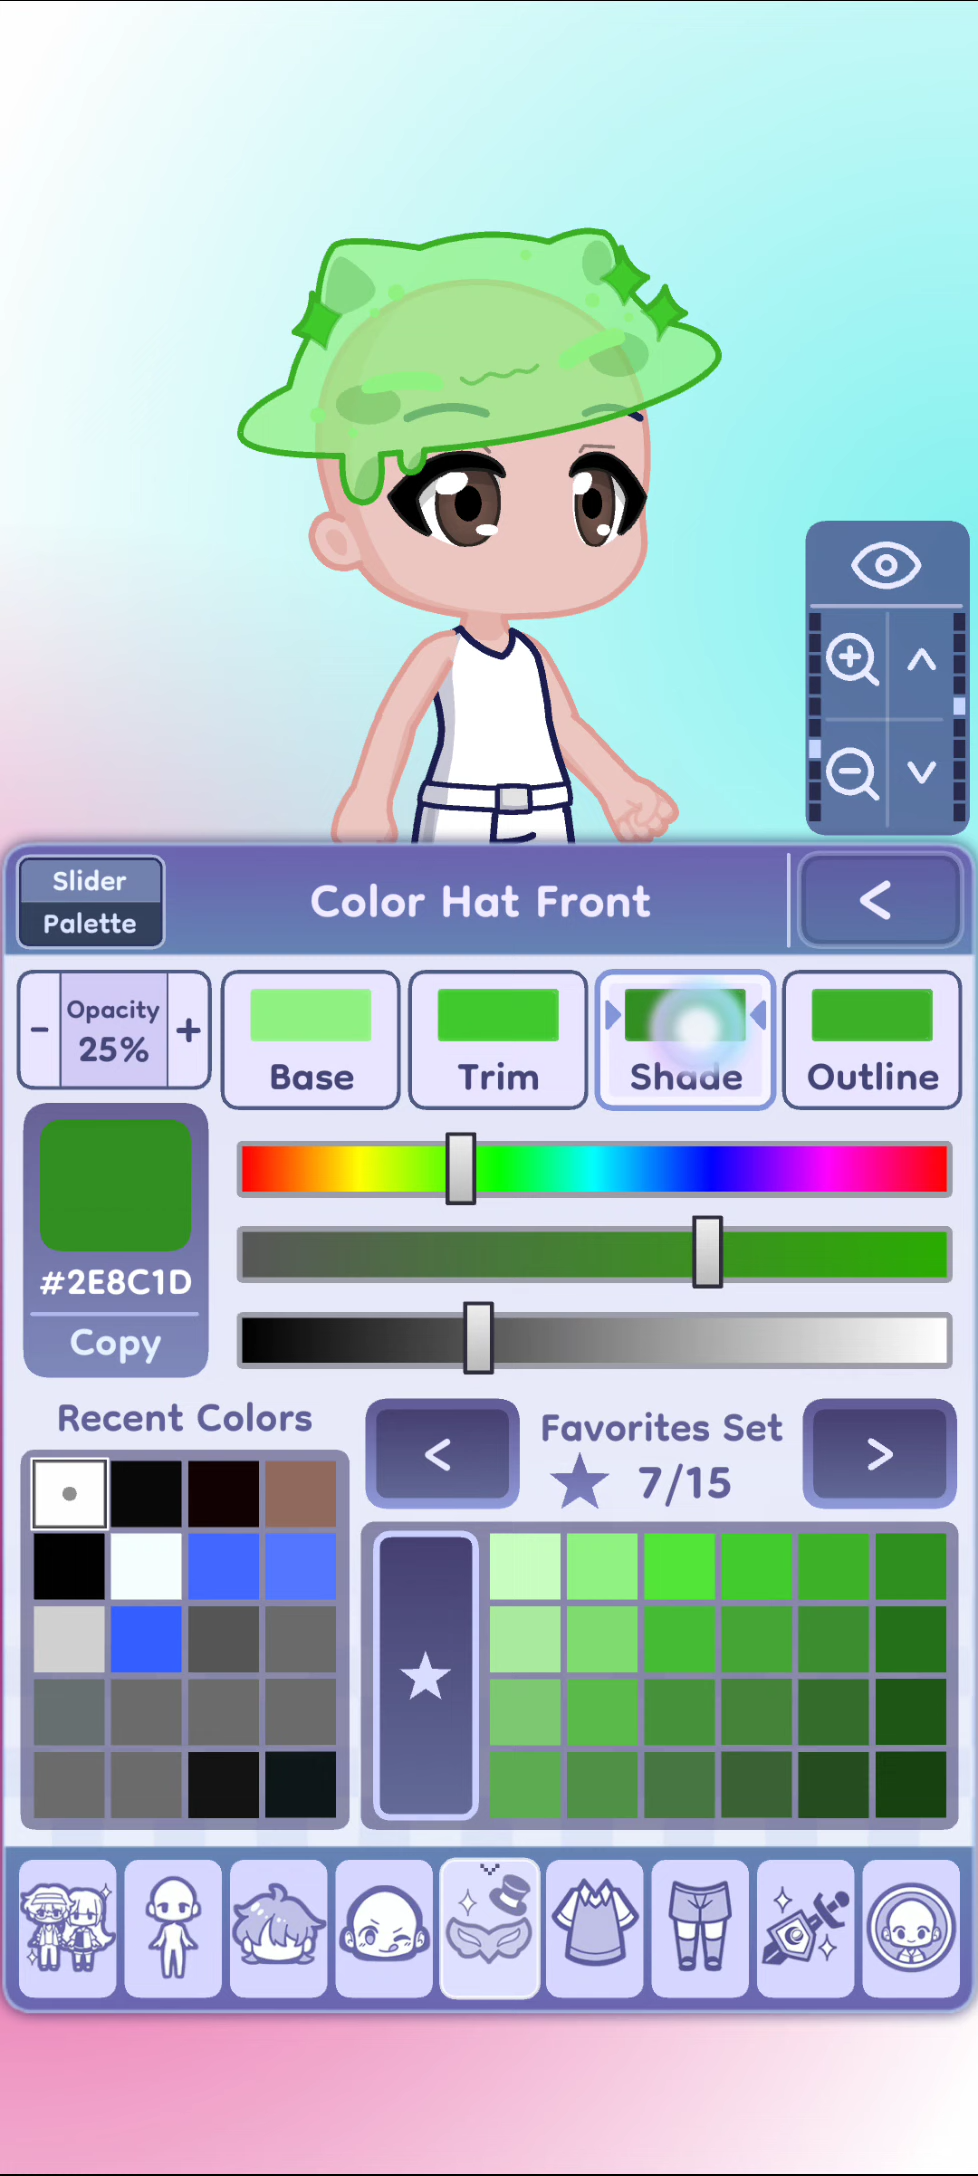 Slider
Palette
Color Hat Front
<
- Opacity +
25%
Base
Trim
Shade
Outline
#2E8C1D
Copy
Recent Colors
< Favorites Set >
7/15